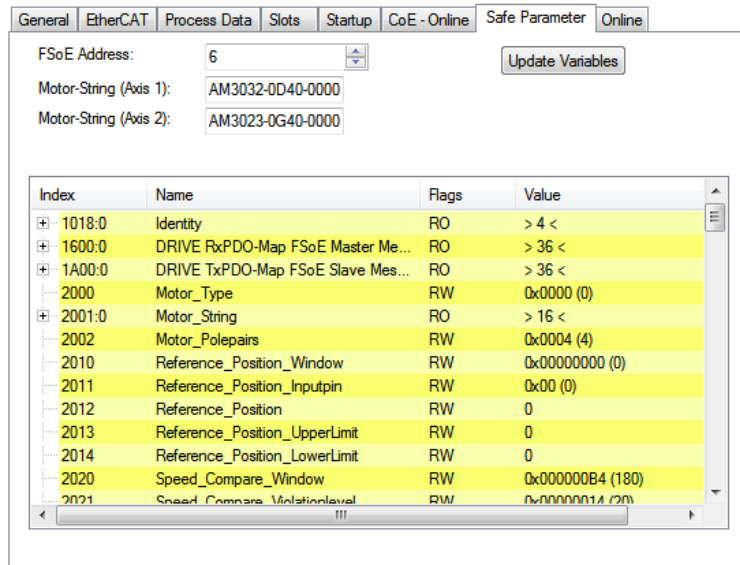 General EtherCAT Process Data Slots Startup CoE - Online Safe Parameter Online
FSoE Address: 6 Update Variables
Motor-String (Axis 1): AM3032-0D40-0000
Motor-String (Axis 2): AM3023-0G40-0000
Index Name Flags Value
1018:0 Identity RO > 4 <
1600:0 DRIVE RxPDO-Map FSoE Master Me... RO > 36 <
1A00:0 DRIVE TxPDO-Map FSoE Slave Mes... RO > 36 <
2000 Motor_Type RW 0x0000 (0)
2001:0 Motor_String RO > 16 <
2002 Motor_Polepairs RW 0x0004 (4)
2010 Reference_Position_Window RW 0x00000000 (0)
2011 Reference_Position_Inputpin RW 0x00 (0)
2012 Reference_Position RW 0
2013 Reference_Position_UpperLimit RW 0
2014 Reference_Position_LowerLimit RW 0
2020 Speed_Compare_Window RW 0x000000B4 (180)
2021 Speed_Compare_Violationlevel RW 0x00000014 (20)